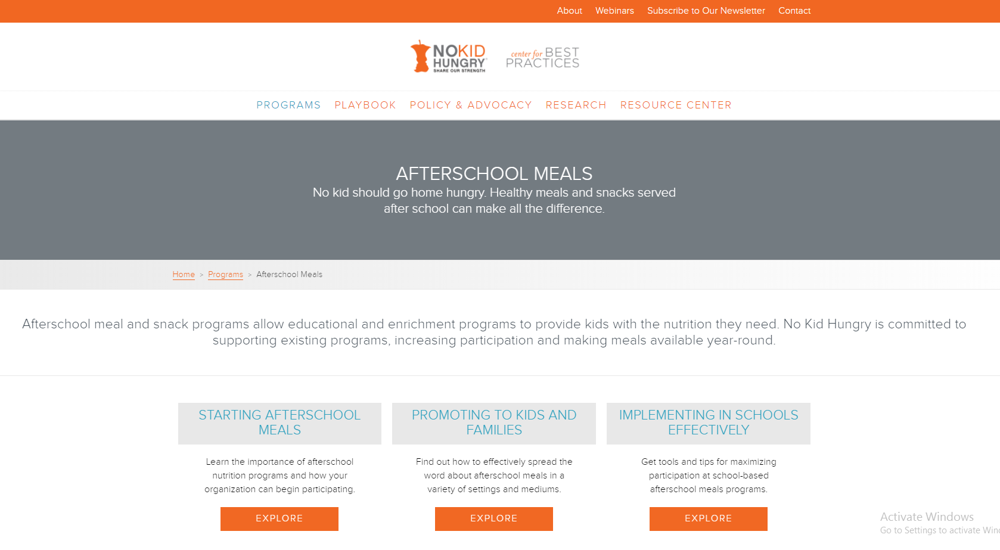 About Webinars Subscribe to Our Newsletter Contact
NOKID
HUNGRY
SHARE OUR STRENGTH
center for BEST
PRACTICES
PROGRAMS PLAYBOOK POLICY & ADVOCACY RESEARCH RESOURCE CENTER
AFTERSCHOOL MEALS
No kid should go home hungry. Healthy meals and snacks served
after school can make all the difference.
Home > Programs > Afterschool Meals
Afterschool meal and snack programs allow educational and enrichment programs to provide kids with the nutrition they need. No Kid Hungry is committed to
supporting existing programs, increasing participation and making meals available year-round.
STARTING AFTERSCHOOL
MEALS
Learn the importance of afterschool
nutrition programs and how your
organization can begin participating.
EXPLORE
PROMOTING TO KIDS AND
FAMILIES
Find out how to effectively spread the
word about afterschool meals in a
variety of settings and mediums.
EXPLORE
IMPLEMENTING IN SCHOOLS
EFFECTIVELY
Get tools and tips for maximizing
participation at school-based
afterschool meals programs.
EXPLORE
Activate Windows
Go to Settings to activate Win